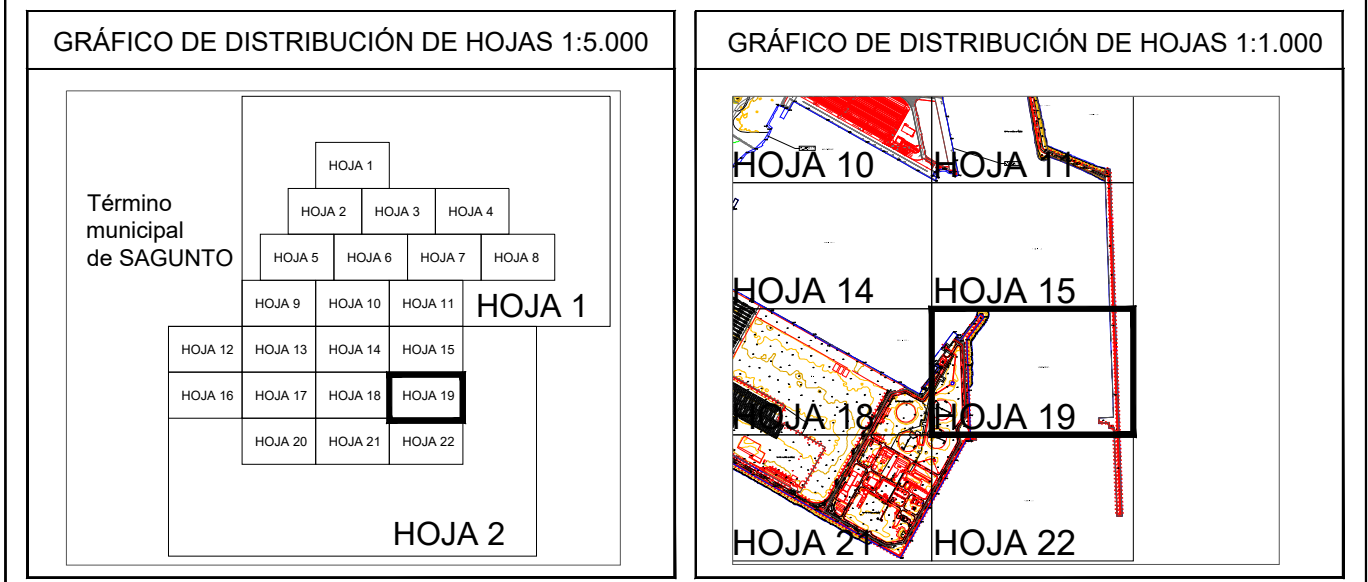 GRÁFICO DE DISTRIBUCIÓN DE HOJAS 1:5.000
Término
municipal
de SAGUNTO
HOJA 1
HOJA 2 HOJA 3 HOJA 4
HOJA 5 HOJA 6 HOJA 7 HOJA 8
HOJA 9 HOJA 10 HOJA 11 HOJA 1
HOJA 12 HOJA 13 HOJA 14 HOJA 15
HOJA 16 HOJA 17 HOJA 18 HOJA 19
HOJA 20 HOJA 21 HOJA 22
HOJA 2
GRÁFICO DE DISTRIBUCIÓN DE HOJAS 1:1.000
HOJA 10 HOJA 11
HOJA 14 HOJA 15
HOJA 18 HOJA 19
HOJA 21 HOJA 22